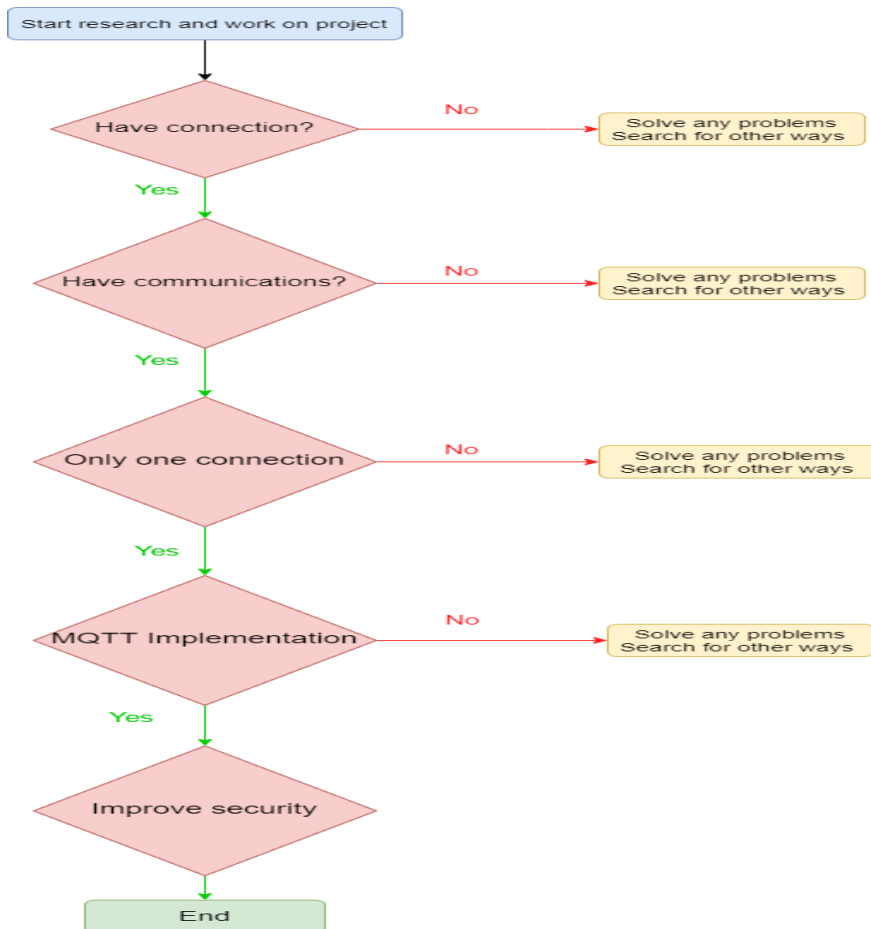 Start research and work on project
Have connection?
No
Solve any problems
Search for other ways
Yes
Have communications?
No
Solve any problems
Search for other ways
Yes
Only one connection
No
Solve any problems
Search for other ways
Yes
MQTT Implementation
No
Solve any problems
Search for other ways
Yes
Improve security
End